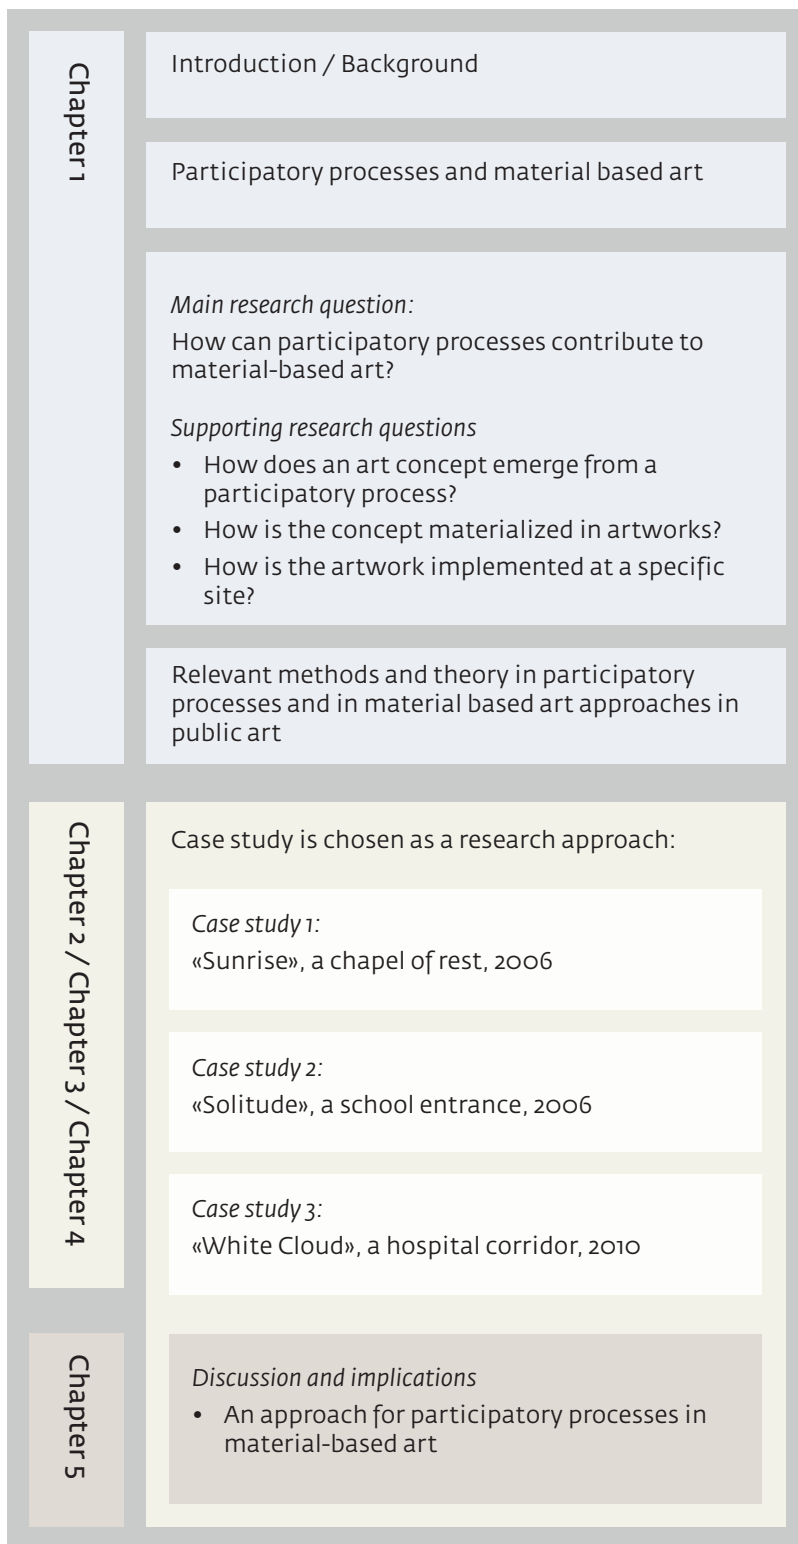 Chapter 1
Introduction / Background
Participatory processes and material based art
Main research question:
How can participatory processes contribute to
material-based art?
Supporting research questions
• How does an art concept emerge from a
participatory process?
• How is the concept materialized in artworks?
• How is the artwork implemented at a specific
site?
Relevant methods and theory in participatory
processes and in material based art approaches in
public art
Chapter 2 / Chapter 3 / Chapter 4
Case study is chosen as a research approach:
Case study 1:
«Sunrise», a chapel of rest, 2006
Case study 2:
«Solitude», a school entrance, 2006
Case study 3:
«White Cloud», a hospital corridor, 2010
Chapter 5
Discussion and implications
• An approach for participatory processes in
material-based art